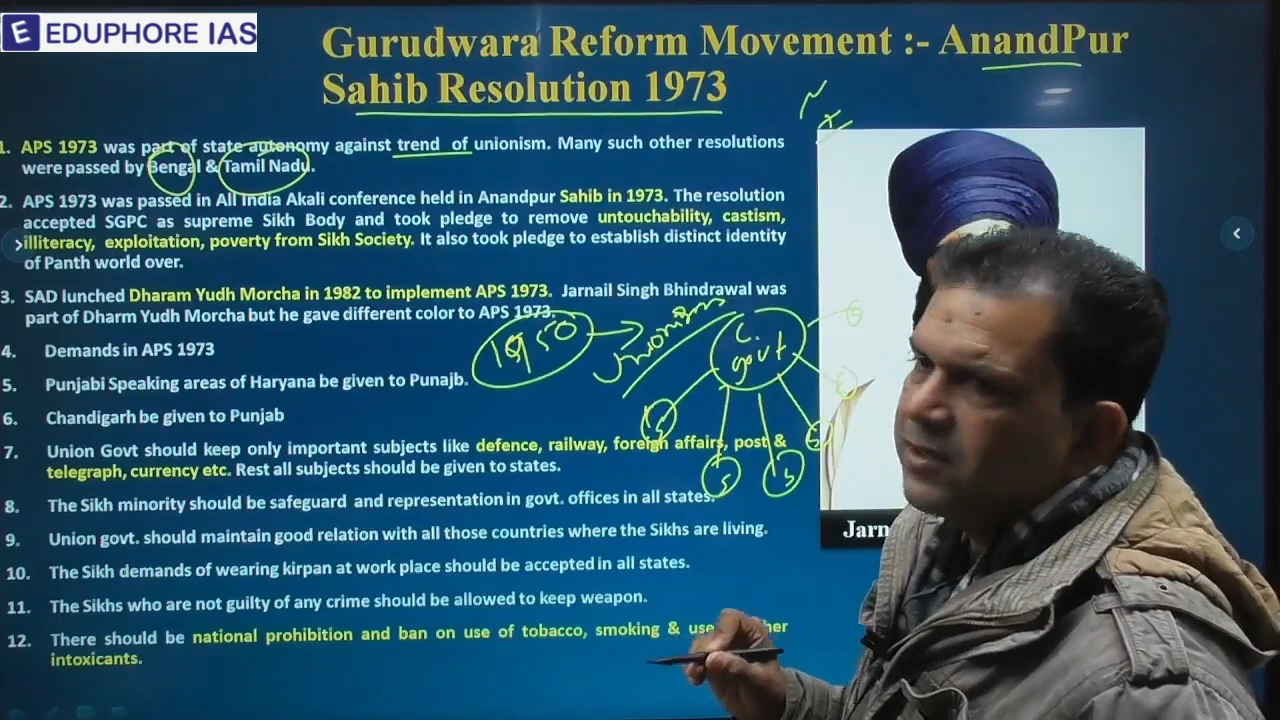 E EDUPHORE IAS
Gurudwara Reform Movement :- AnandPur
Sahib Resolution 1973
1. APS 1973 was part of state autonomy against trend of unionism. Many such other resolutions
were passed by Bengal & Tamil Nadu.
2. APS 1973 was passed in All India Akali conference held in Anandpur Sahib in 1973. The resolution
accepted SGPC as supreme Sikh Body and took pledge to remove untouchability, castism,
illiteracy, exploitation, poverty from Sikh Society. It also took pledge to establish distinct identity
of Panth world over.
3. SAD lunched Dharam Yudh Morcha in 1982 to implement APS 1973. Jarnail Singh Bhindrawal was
part of Dharm Yudh Morcha but he gave different color to APS 1973.
1950
unionism
C. govt
4. Demands in APS 1973
5. Punjabi Speaking areas of Haryana be given to Punajb.
6. Chandigarh be given to Punjab
7. Union Govt should keep only important subjects like defence, railway, foreign affairs, post &
telegraph, currency etc. Rest all subjects should be given to states.
8. The Sikh minority should be safeguard and representation in govt. offices in all states.
9. Union govt. should maintain good relation with all those countries where the Sikhs are living.
10. The Sikh demands of wearing kirpan at work place should be accepted in all states.
11. The Sikhs who are not guilty of any crime should be allowed to keep weapon.
12. There should be national prohibition and ban on use of tobacco, smoking &
intoxicants.
Jarn